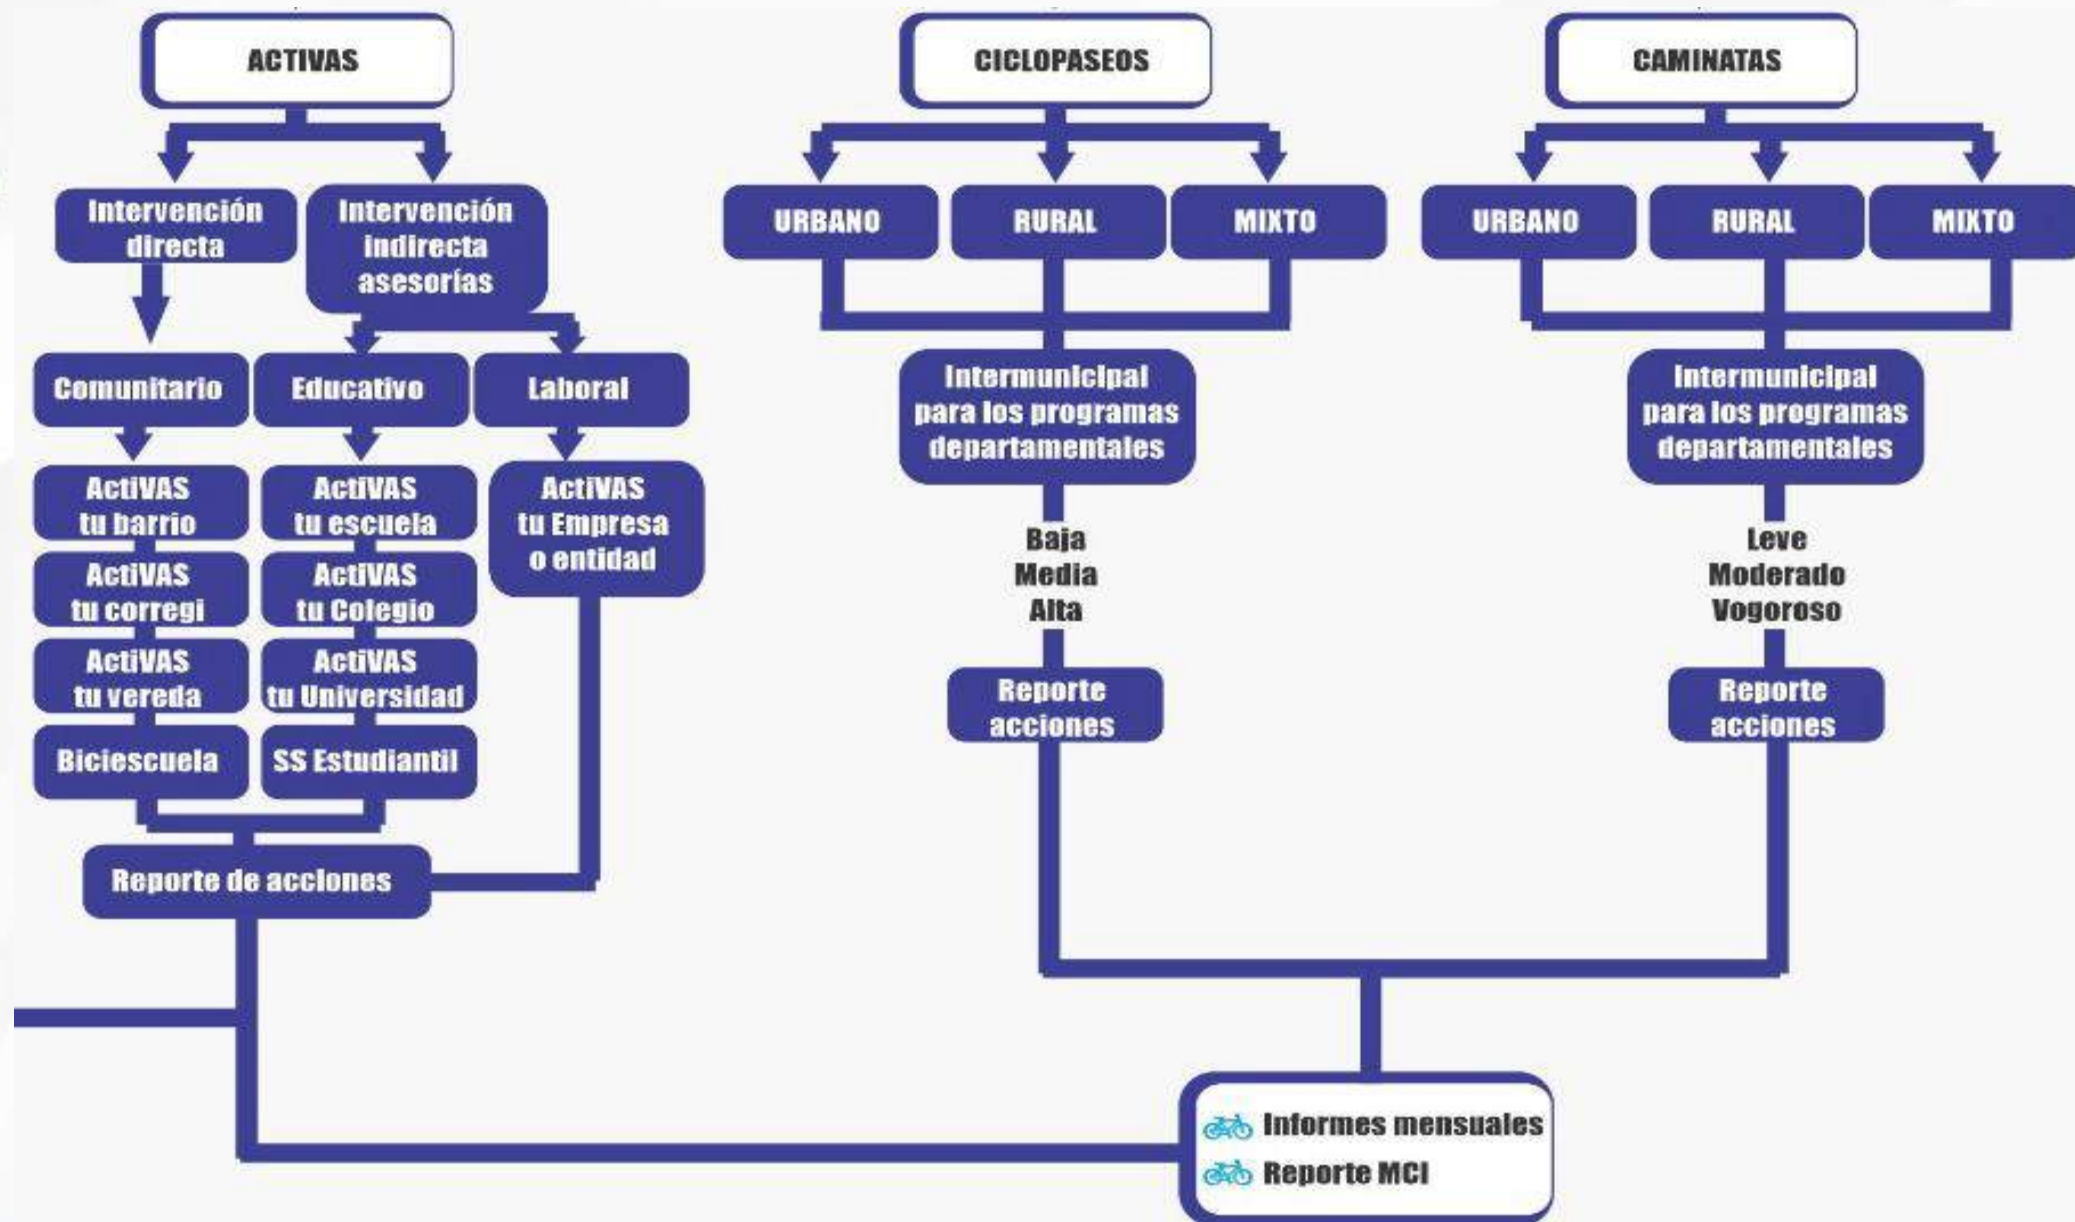 ACTIVAS
Intervención
directa
Intervención
indirecta
asesorías
Comunitario
Educativo
Laboral
ActiVAS
tu barrio
ActiVAS
tu corregi
ActiVAS
tu vereda
Biciescuela
ActiVAS
tu escuela
ActiVAS
tu Colegio
ActiVAS
tu Universidad
SS Estudiantil
ActiVAS
tu Empresa
o entidad
Reporte de acciones
CICLOPASEOS
URBANO
RURAL
MIXTO
Intermunicipal
para los programas
departamentales
Baja
Media
Alta
Reporte
acciones
CAMINATAS
URBANO
RURAL
MIXTO
Intermunicipal
para los programas
departamentales
Leve
Moderado
Vogoroso
Reporte
acciones
Informes mensuales
Reporte MCI